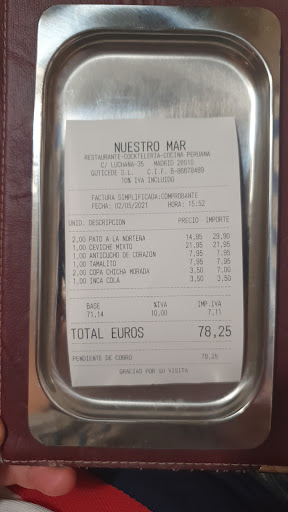 NUESTRO MAR
RESTAURANTE-COCKTELERIA-COCINA PERUANA
C/ LUCHANA-35 MADRID 28010
GUTICEDE S.L. C.I.F. B-86678489
10% IVA INCLUIDO
FACTURA SIMPLIFICADA:COMPROBANTE
FECHA: 02/05/2021 HORA: 15:52
UNID. DESCRIPCION PRECIO IMPORTE
2,00 PATO A LA NORTEÑA 14,95 29,90
1,00 CEVICHE MIXTO 21,95 21,95
1,00 ANTICUCHO DE CORAZON 7,95 7,95
1,00 TAMALITO 7,95 7,95
2,00 COPA CHICHA MORADA 3,50 7,00
1,00 INCA COLA 3,50 3,50
BASE %IVA IMP.IVA
71,14 10,00 7,11
TOTAL EUROS 78,25
PENDIENTE DE COBRO 78,25
GRACIAS POR SU VISITA